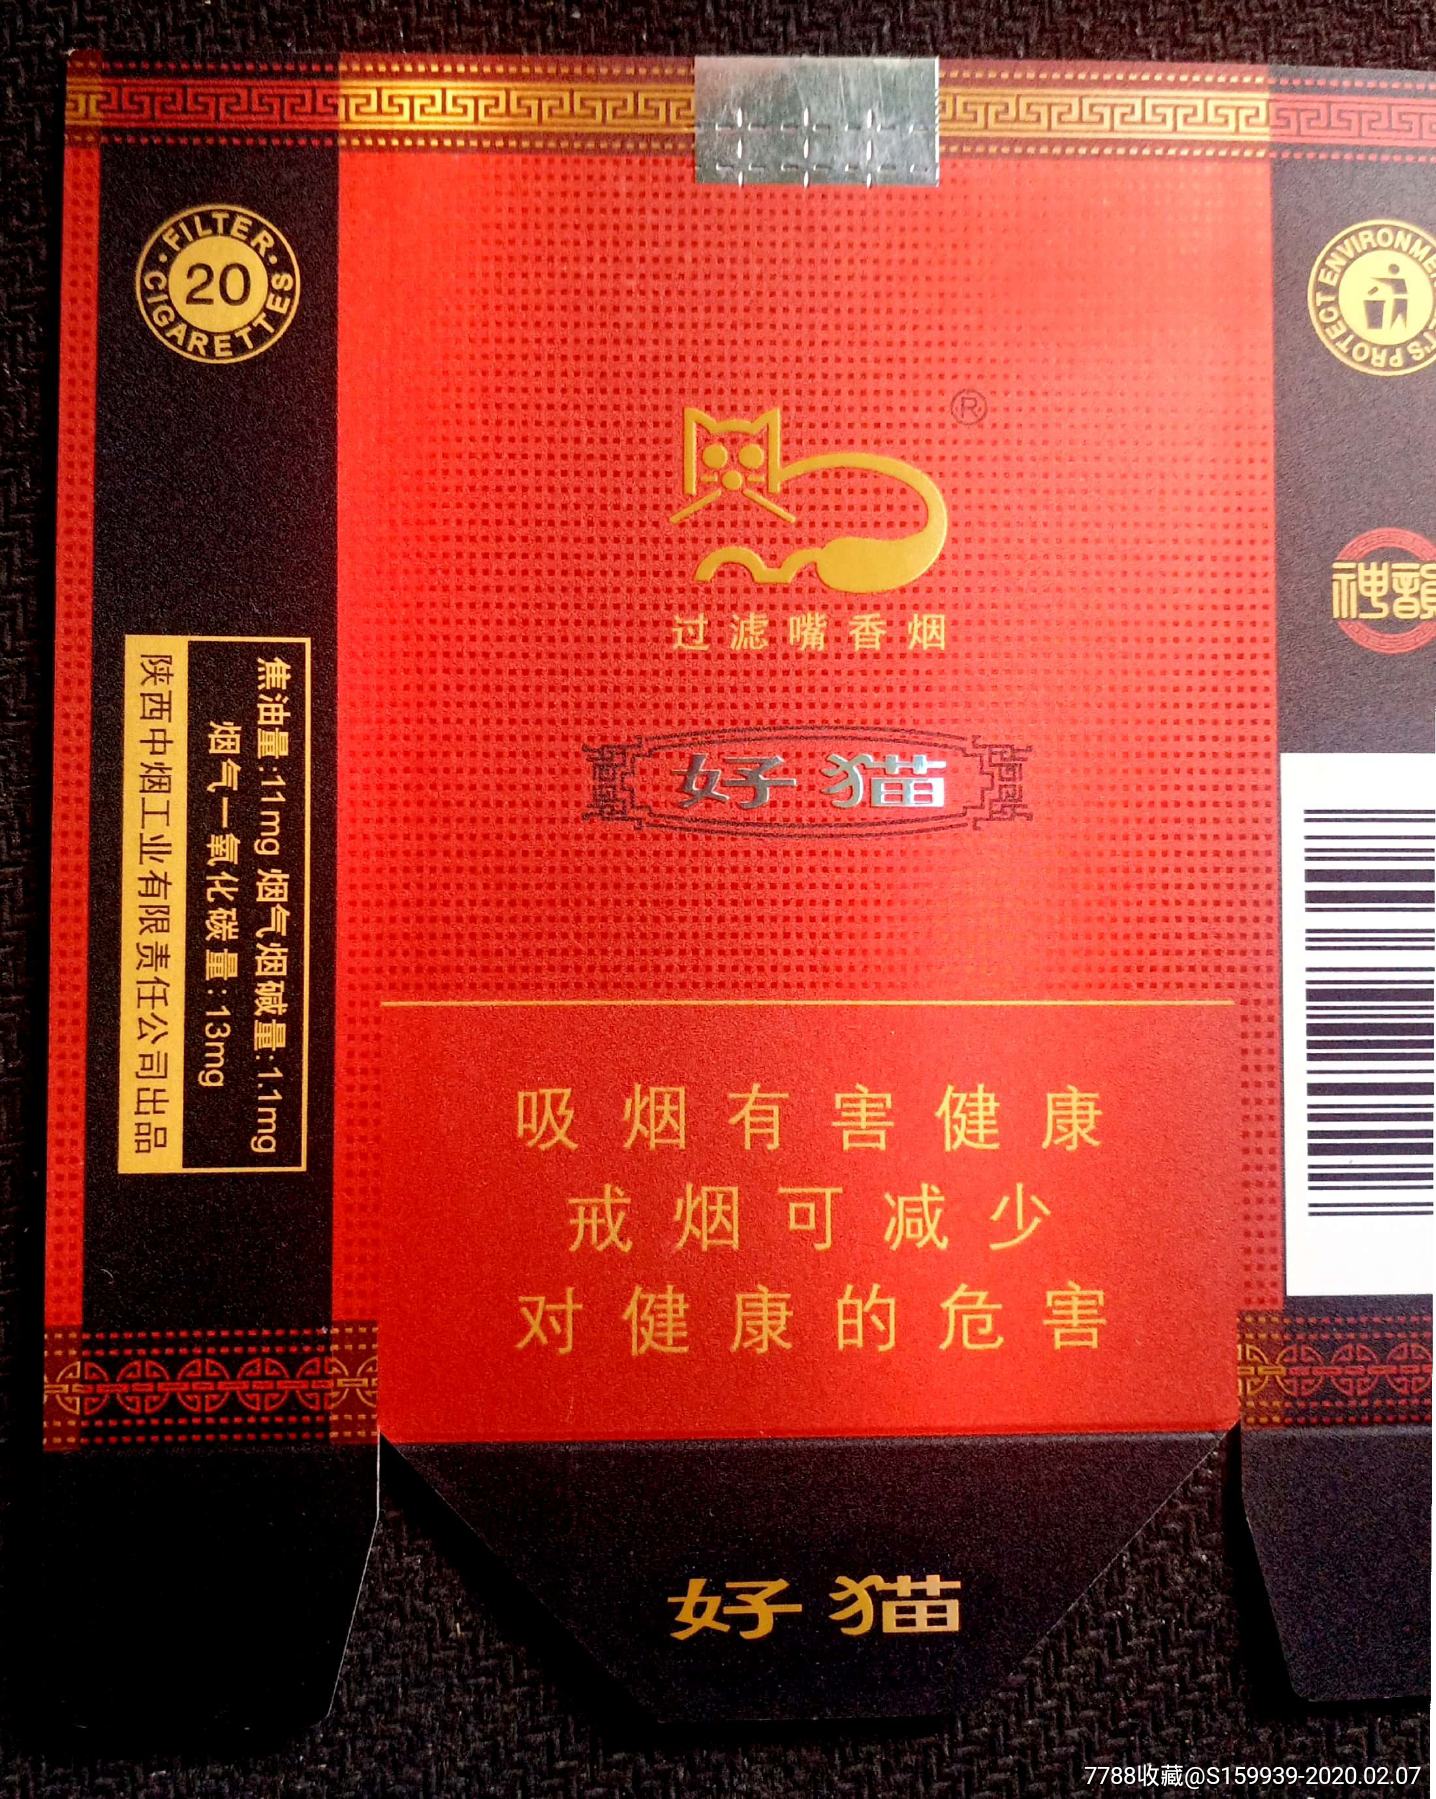 ·FILTER·
20
CIGARETTES
焦油量:11mg 烟气烟碱量:1.1mg
烟气一氧化碳量:13mg
陕西中烟工业有限责任公司出品
®
过滤嘴香烟
好猫
吸烟有害健康
戒烟可减少
对健康的危害
好猫
PROTECT
神韵
7788收藏@S159939-2020.02.07